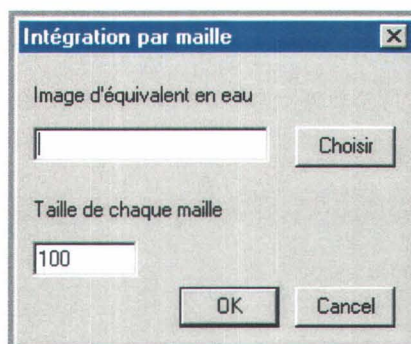 Intégration par maille
Image d'équivalent en eau
Choisir
Taille de chaque maille
100
OK
Cancel